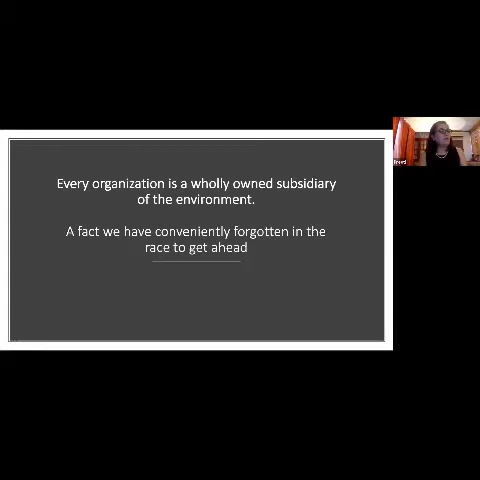 Every organization is a wholly owned subsidiary
of the environment.
A fact we have conveniently forgotten in the
race to get ahead